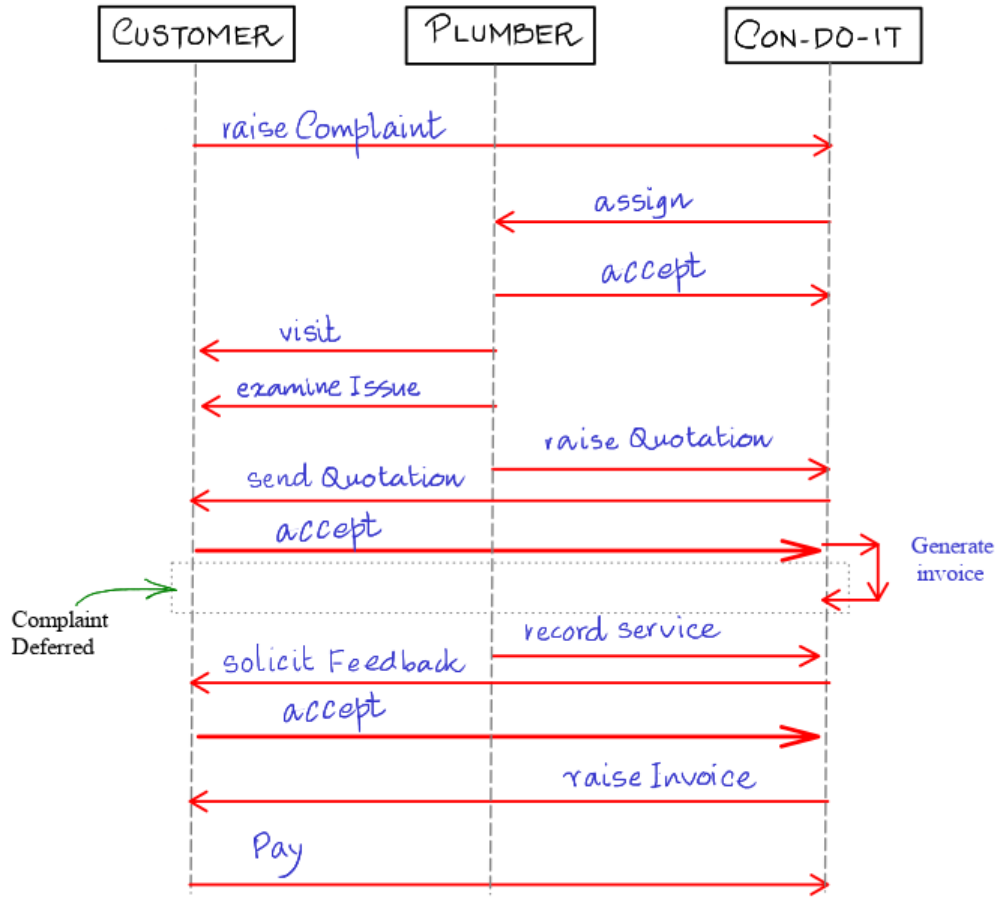 CUSTOMER
PLUMBER
CON-DO-IT
raise Complaint
assign
accept
visit
examine Issue
raise Quotation
send Quotation
accept
Generate
invoice
Complaint
Deferred
record service
solicit Feedback
accept
raise Invoice
Pay